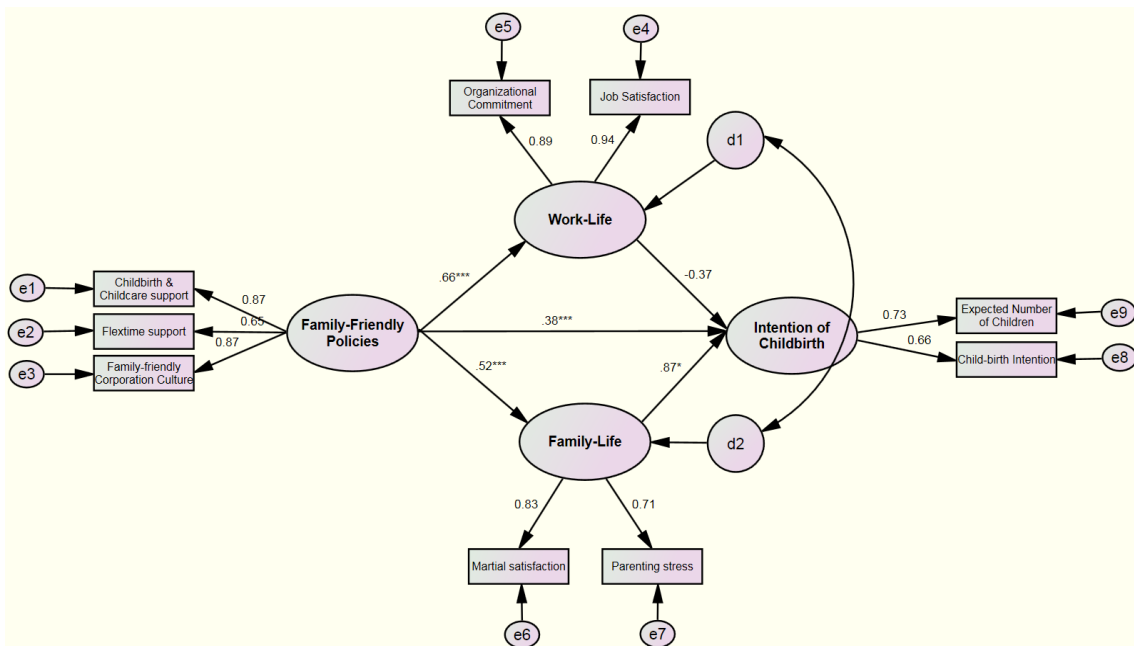 e5
e4
Organizational
Commitment
Job Satisfaction
0.89
0.94
d1
Work-Life
.66***
-0.37
e1
Childbirth &
Childcare support
0.87
e2
Flextime support
0.65
e3
Family-friendly
Corporation Culture
0.87
Family-Friendly
Policies
.38***
Intention of
Childbirth
0.73
Expected Number
of Children
e9
0.66
Child-birth Intention
e8
.52***
.87*
Family-Life
d2
0.83
0.71
Martial satisfaction
Parenting stress
e6
e7